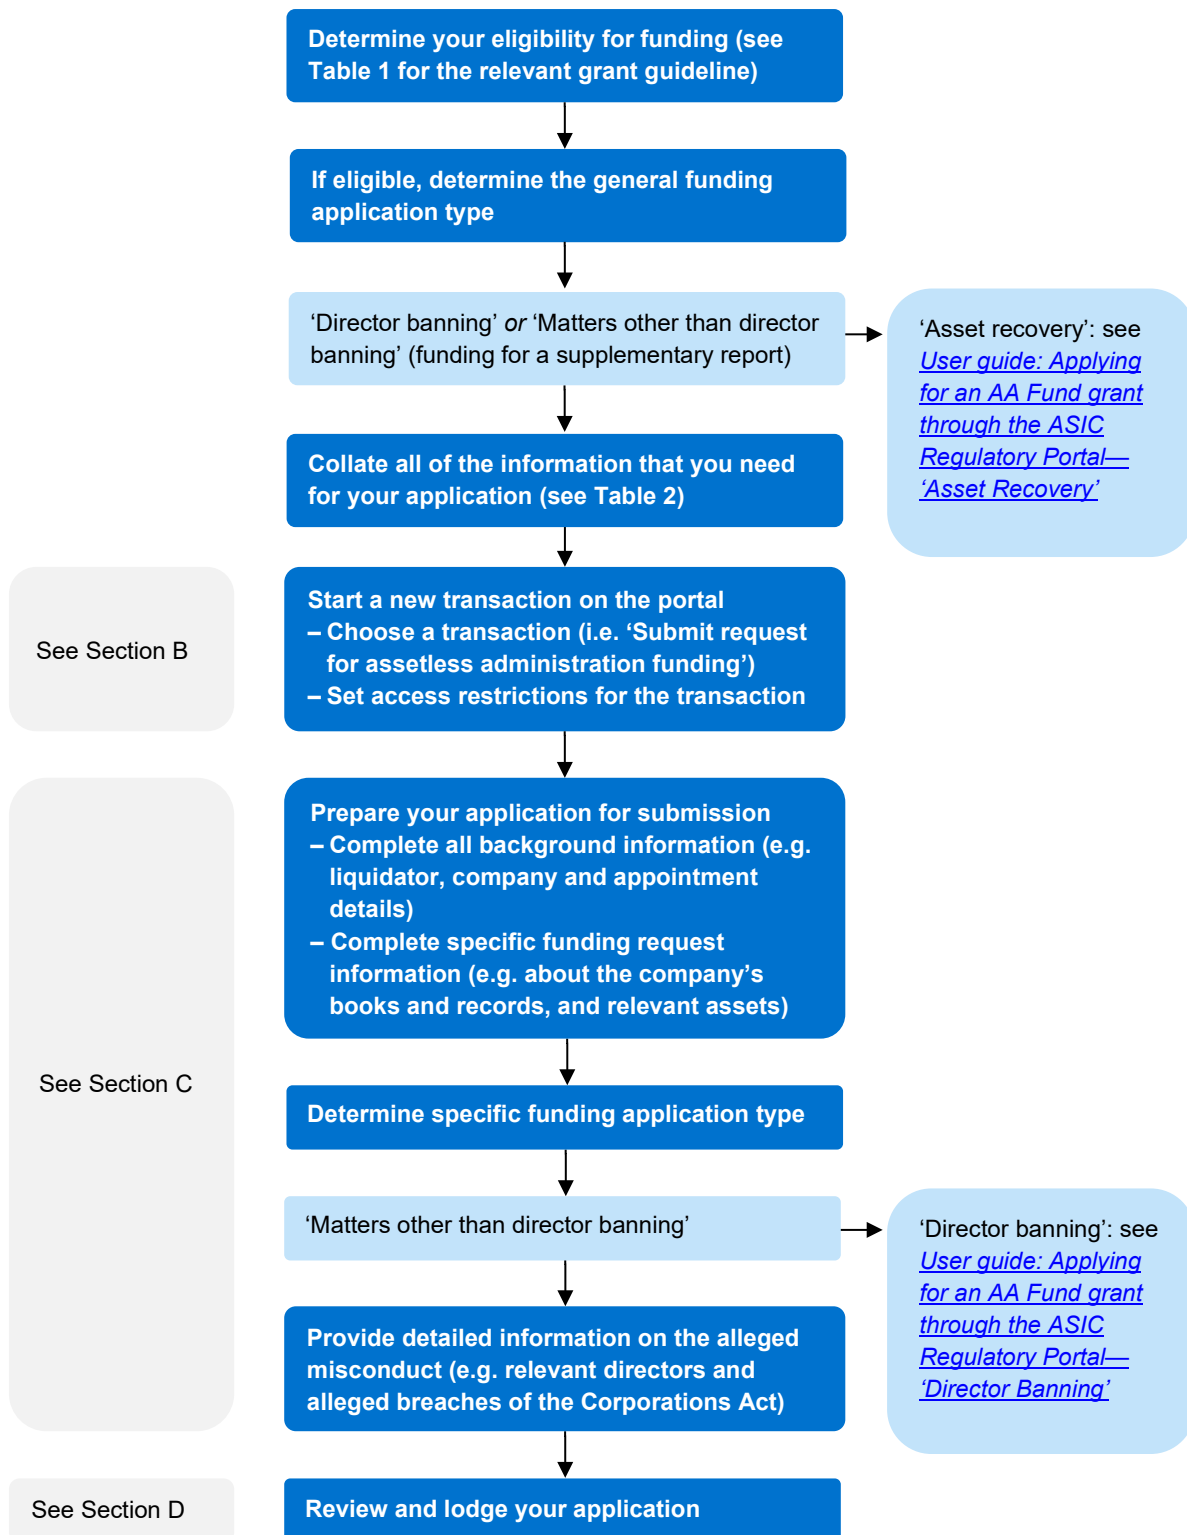 Determine your eligibility for funding (see
Table 1 for the relevant grant guideline)
If eligible, determine the general funding
application type
‘Director banning’ or ‘Matters other than director
banning’ (funding for a supplementary report)
‘Asset recovery’: see
User guide: Applying
for an AA Fund grant
through the ASIC
Regulatory Portal—
‘Asset Recovery’
Collate all of the information that you need
for your application (see Table 2)
See Section B
Start a new transaction on the portal
– Choose a transaction (i.e. ‘Submit request
for assetless administration funding’)
– Set access restrictions for the transaction
See Section C
Prepare your application for submission
– Complete all background information (e.g.
liquidator, company and appointment
details)
– Complete specific funding request
information (e.g. about the company’s
books and records, and relevant assets)
Determine specific funding application type
‘Matters other than director banning’
‘Director banning’: see
User guide: Applying
for an AA Fund grant
through the ASIC
Regulatory Portal—
‘Director Banning’
Provide detailed information on the alleged
misconduct (e.g. relevant directors and
alleged breaches of the Corporations Act)
See Section D
Review and lodge your application